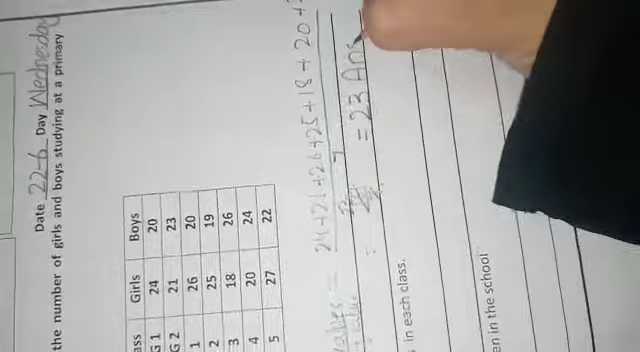 Date 22-6 Day Wednesday
the number of girls and boys studying at a primary
ass Girls Boys
G 1 24 20
G 2 21 23
1 26 20
2 25 19
3 18 26
4 20 24
5 27 22
= 24+21+26+25+18+20+
= 7 = 23 Ans
in each class.
en in the school